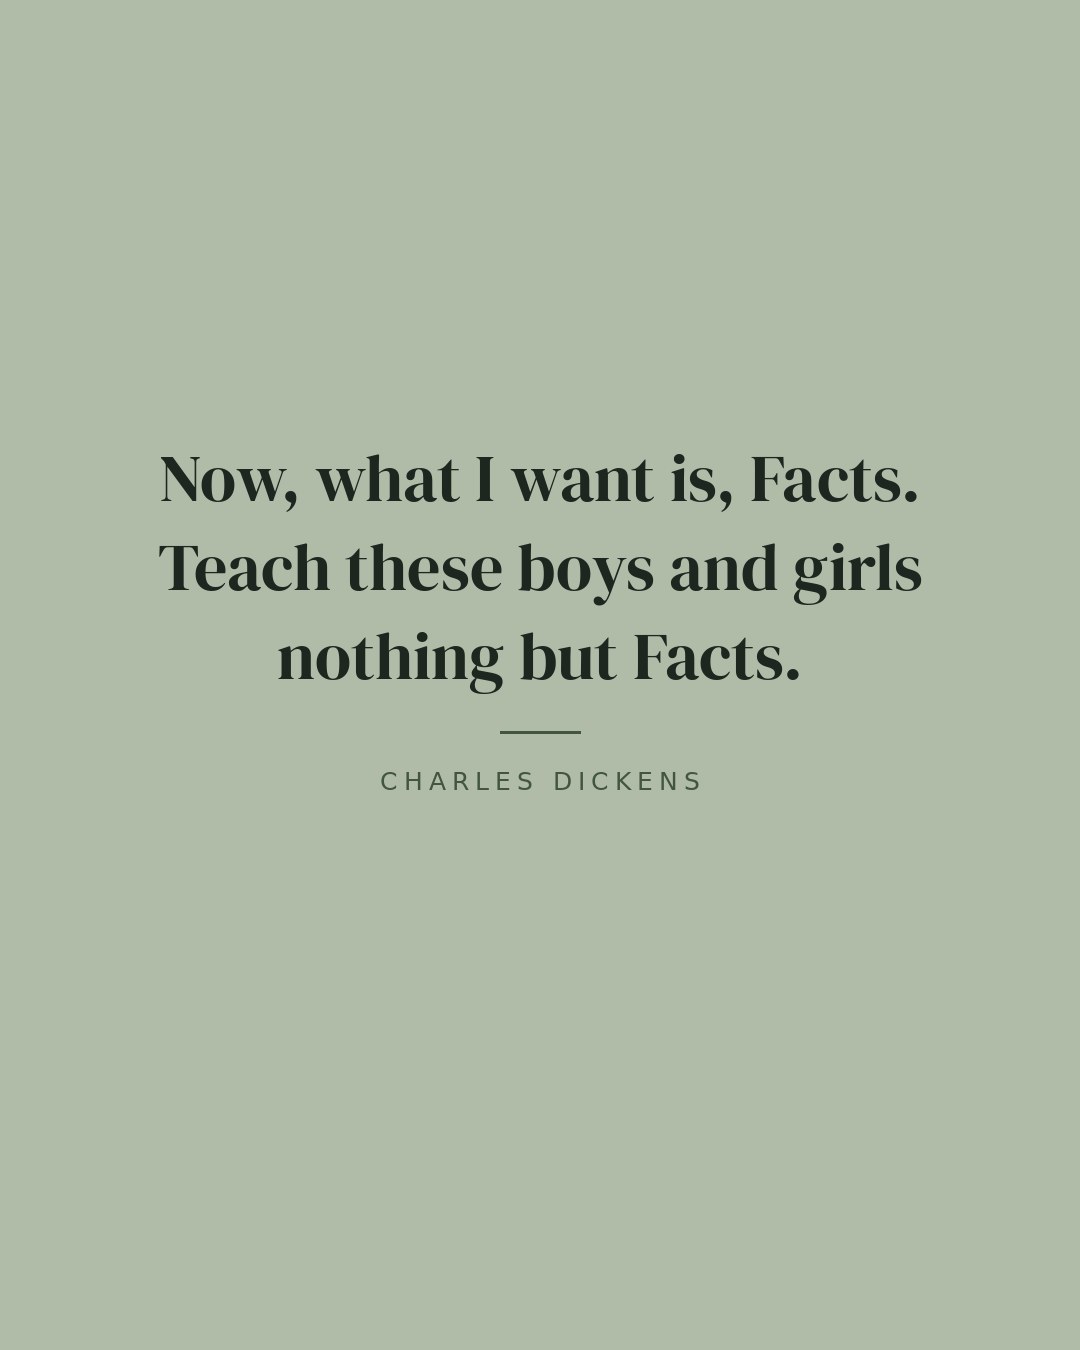 Now, what I want is, Facts.
Teach these boys and girls
nothing but Facts.
CHARLES DICKENS